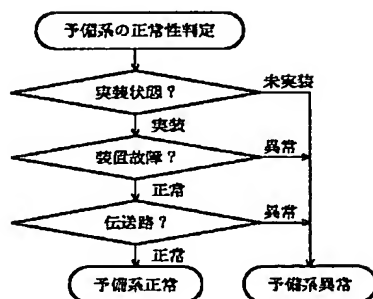 予備系の正常性判定
実装状態？
未実装
実装
装置故障？
異常
正常
伝送路？
異常
正常
予備系正常
予備系異常